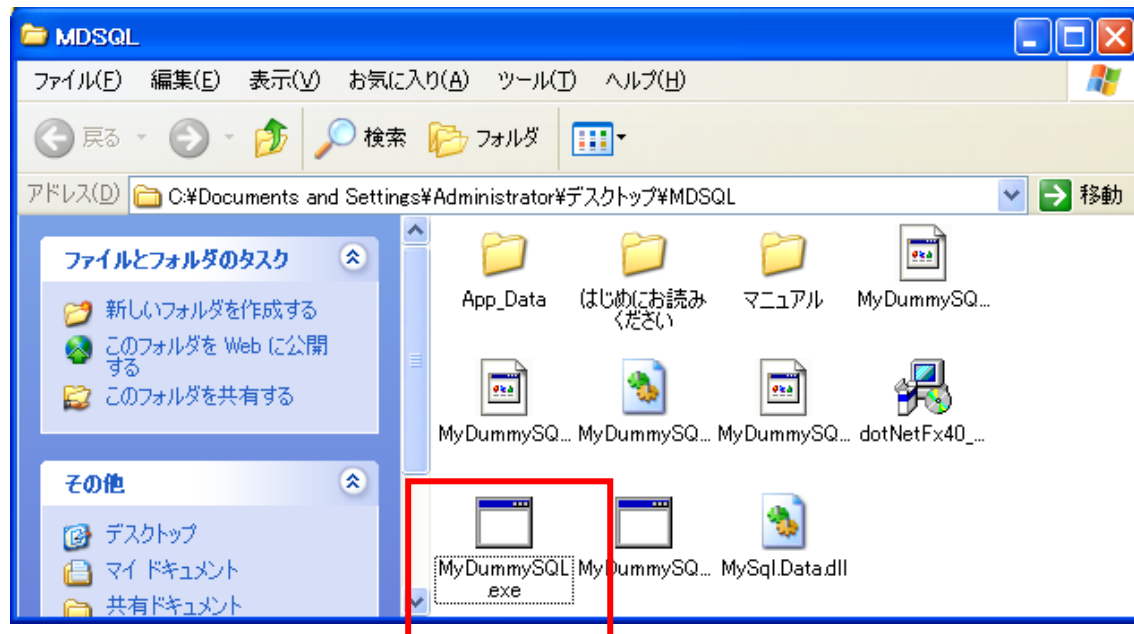 MDSQL
ファイル(F) 編集(E) 表示(V) お気に入り(A) ツール(T) ヘルプ(H)
戻る 検索 フォルダ
アドレス(D) C:¥Documents and Settings¥Administrator¥デスクトップ¥MDSQL 移動
ファイルとフォルダのタスク
新しいフォルダを作成する
このフォルダを Web に公開
する
このフォルダを共有する
その他
デスクトップ
マイ ドキュメント
共有ドキュメント
App_Data はじめにお読み マニュアル MyDummySQ...
ください
MyDummySQ... MyDummySQ... MyDummySQ... dotNetFx40_...
MyDummySQL MyDummySQ... MySql.Data.dll
.exe